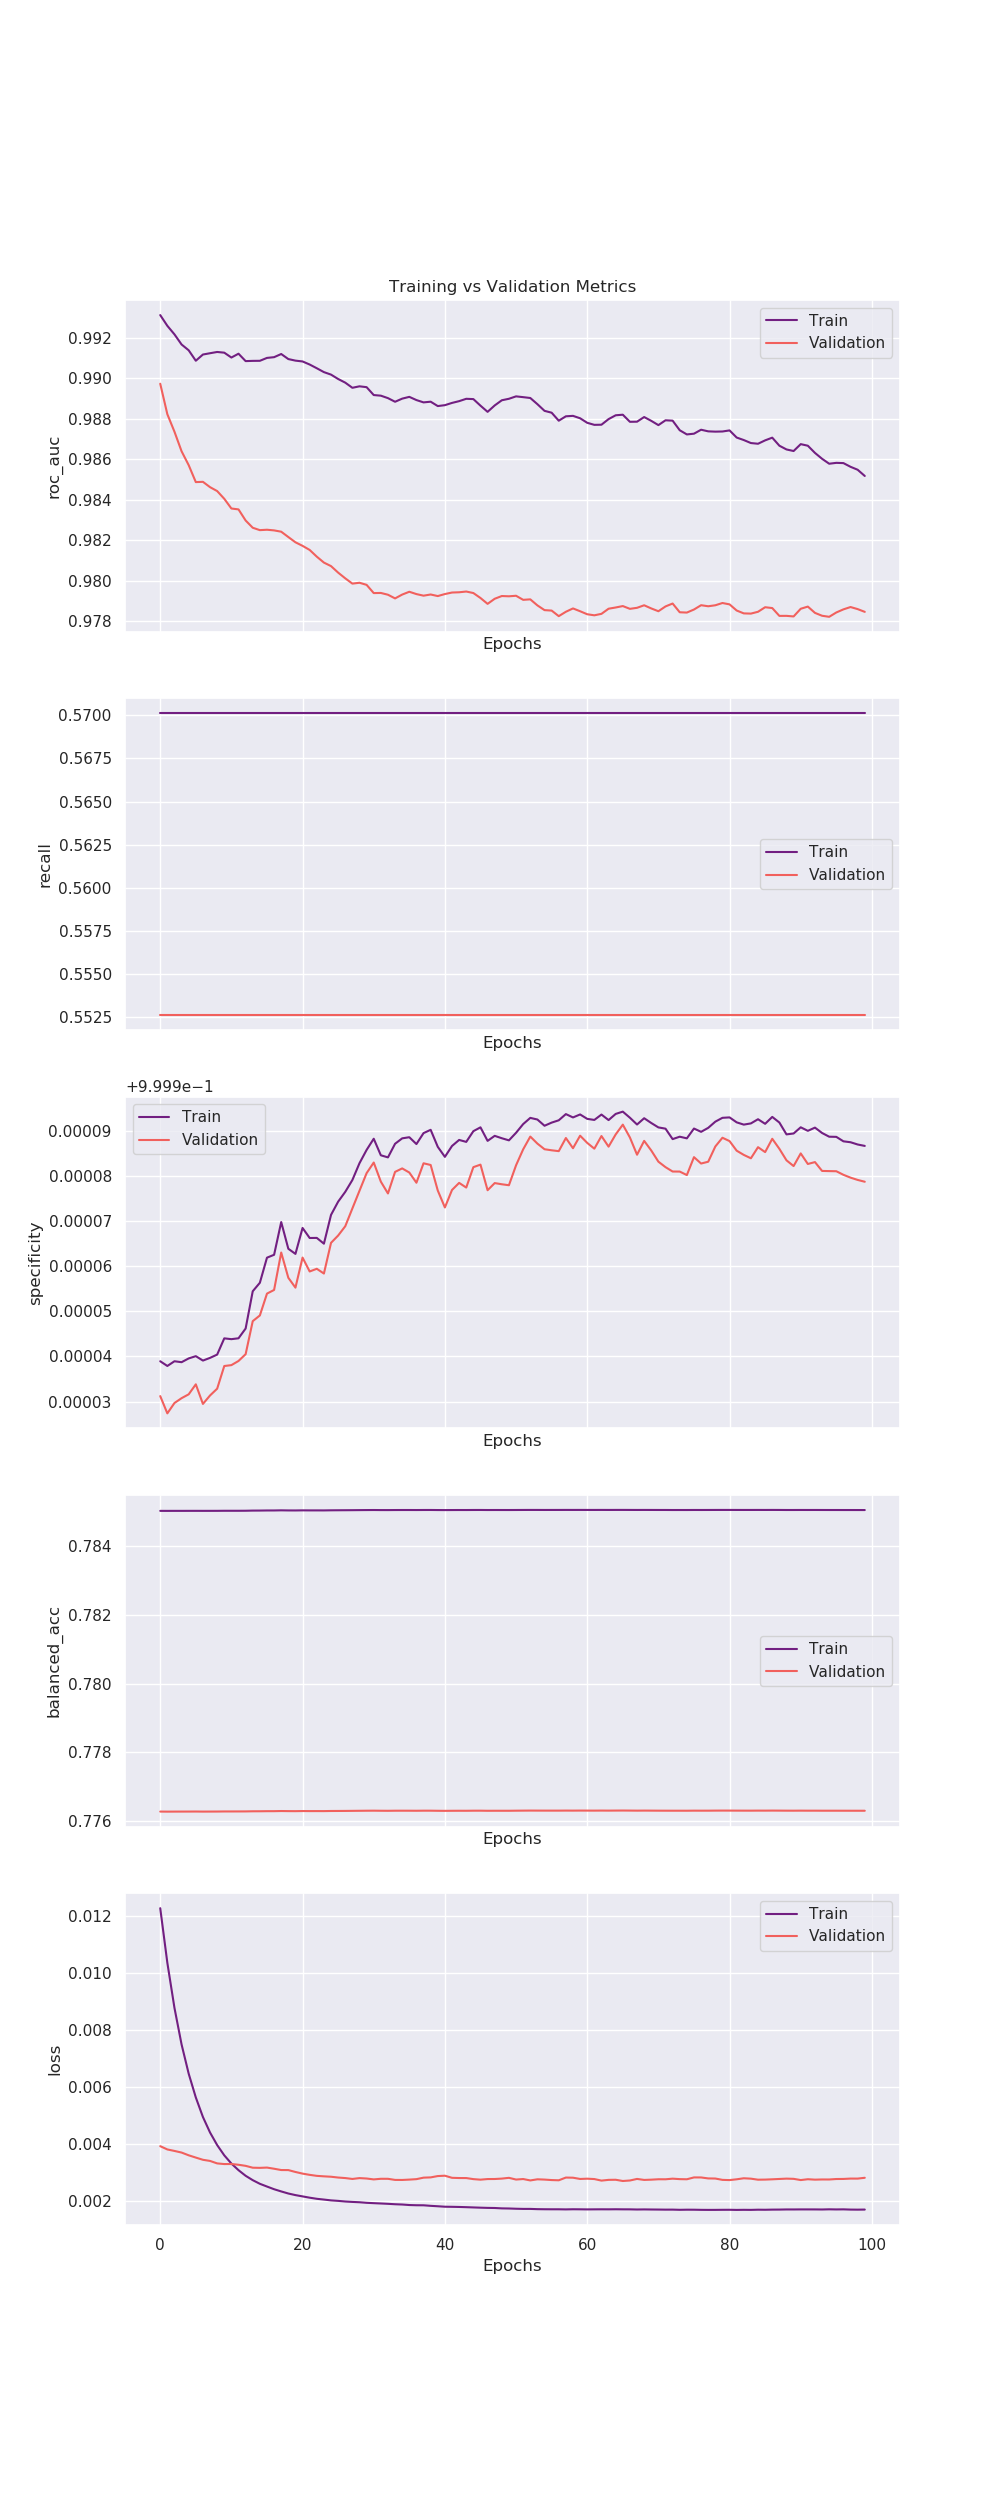 Training vs Validation Metrics
Train
Validation
0.992
0.990
0.988
0.986
0.984
0.982
0.980
0.978
roc_auc
Epochs
0.5700
0.5675
0.5650
0.5625
0.5600
0.5575
0.5550
0.5525
recall
Train
Validation
Epochs
+9.999e−1
Train
Validation
0.00009
0.00008
0.00007
0.00006
0.00005
0.00004
0.00003
specificity
Epochs
0.784
0.782
0.780
0.778
0.776
balanced_acc
Train
Validation
Epochs
Train
Validation
0.012
0.010
0.008
0.006
0.004
0.002
loss
0 20 40 60 80 100
Epochs